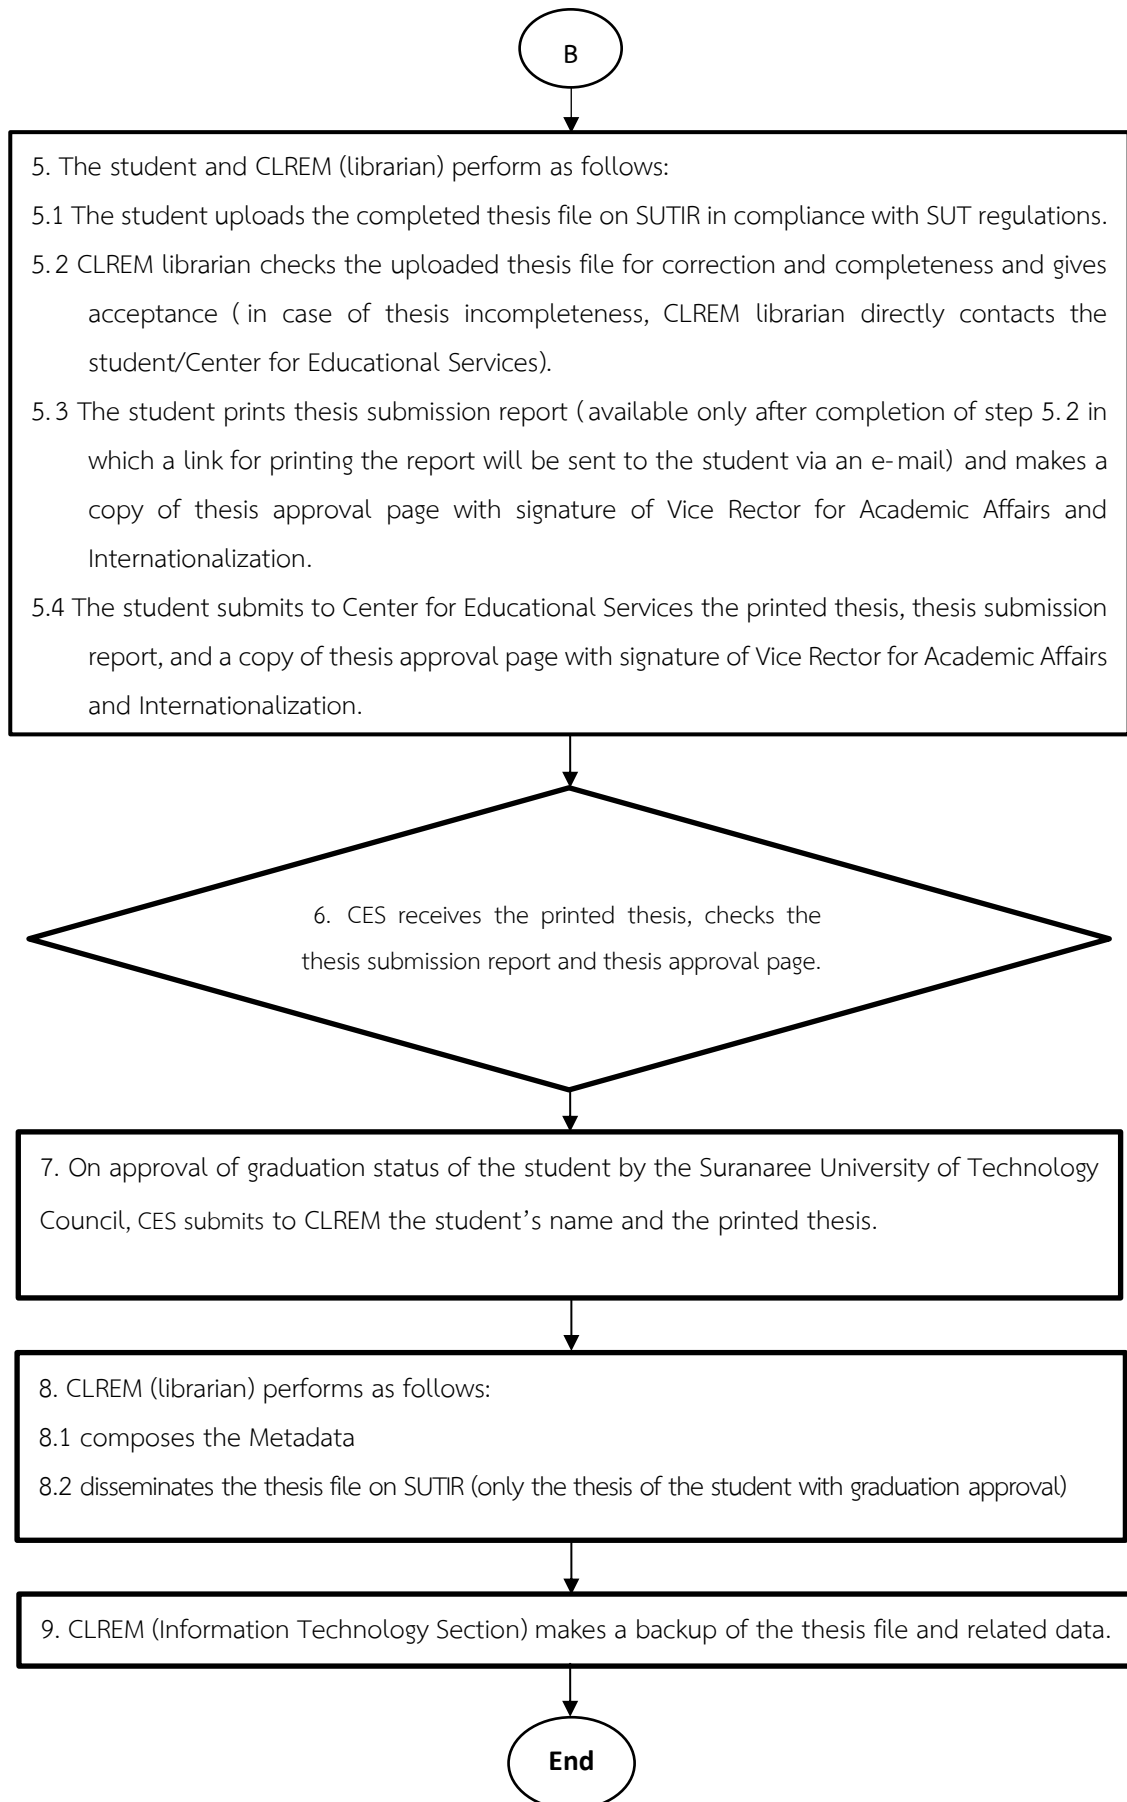 B
5. The student and CLREM (librarian) perform as follows:
5.1 The student uploads the completed thesis file on SUTIR in compliance with SUT regulations.
5.2 CLREM librarian checks the uploaded thesis file for correction and completeness and gives
acceptance (in case of thesis incompleteness, CLREM librarian directly contacts the
student/Center for Educational Services).
5.3 The student prints thesis submission report (available only after completion of step 5.2 in
which a link for printing the report will be sent to the student via an e-mail) and makes a
copy of thesis approval page with signature of Vice Rector for Academic Affairs and
Internationalization.
5.4 The student submits to Center for Educational Services the printed thesis, thesis submission
report, and a copy of thesis approval page with signature of Vice Rector for Academic Affairs
and Internationalization.
6. CES receives the printed thesis, checks the
thesis submission report and thesis approval page.
7. On approval of graduation status of the student by the Suranaree University of Technology
Council, CES submits to CLREM the student’s name and the printed thesis.
8. CLREM (librarian) performs as follows:
8.1 composes the Metadata
8.2 disseminates the thesis file on SUTIR (only the thesis of the student with graduation approval)
9. CLREM (Information Technology Section) makes a backup of the thesis file and related data.
End